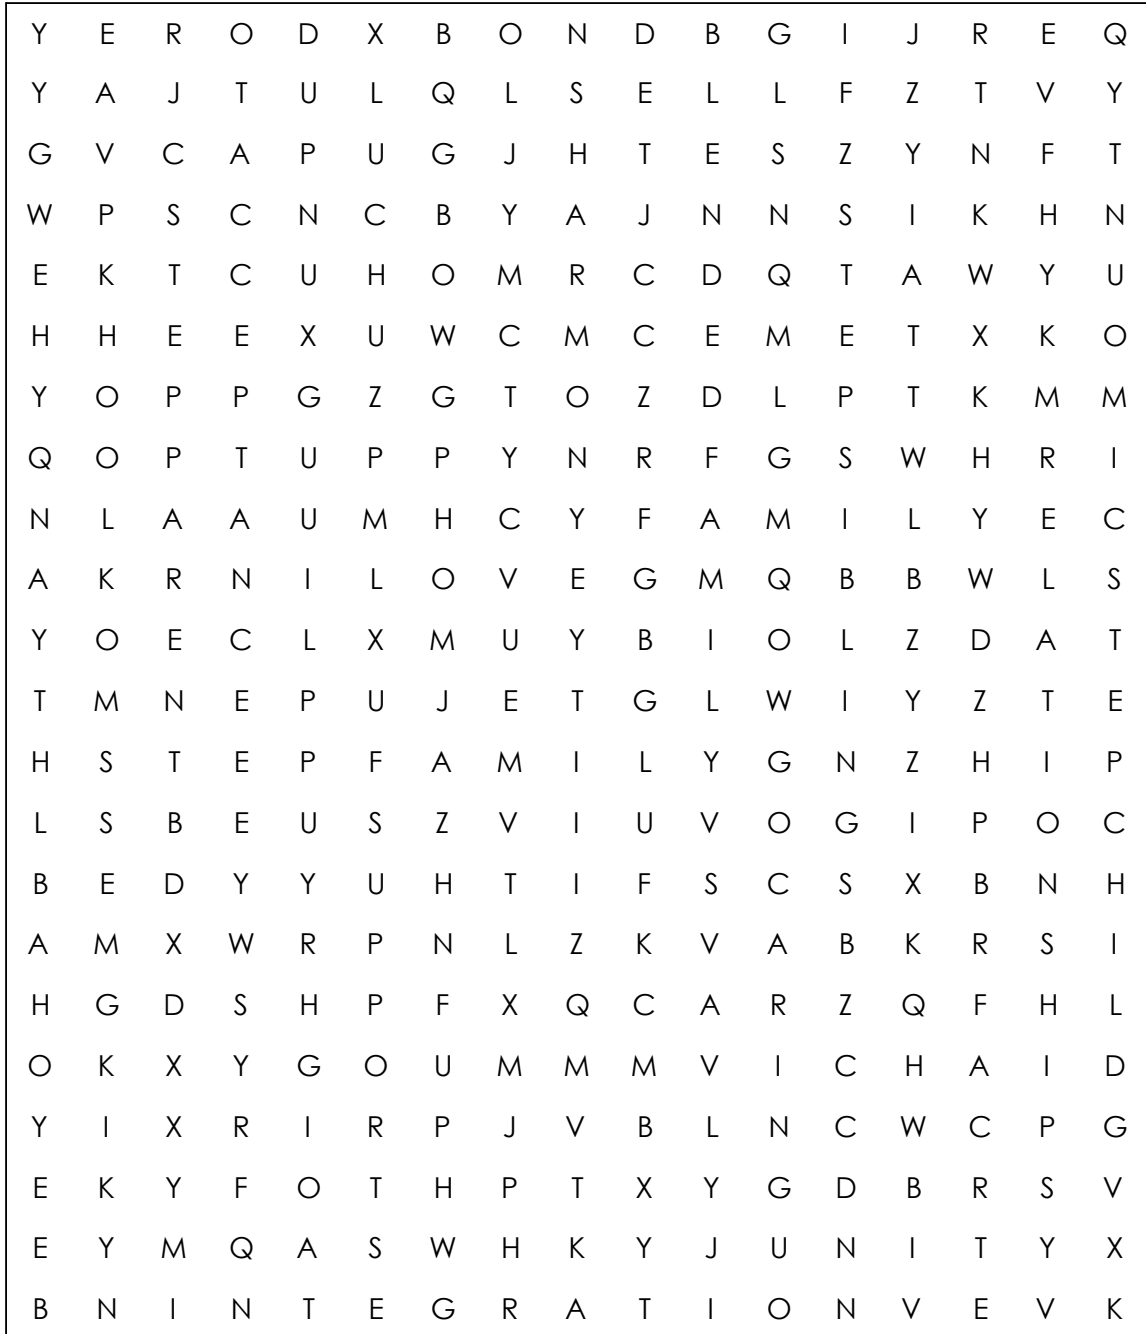 Y E R O D X B O N D B G I J R E Q
Y A J T U L Q L S E L L F Z T V Y
G V C A P U G J H T E S Z Y N F T
W P S C N C B Y A J N N S I K H N
E K T C U H O M R C D Q T A W Y U
H H E E X U W C M C E M E T X K O
Y O P P G Z G T O Z D L P T K M M
Q O P T U P P Y N R F G S W H R I
N L A A U M H C Y F A M I L Y E C
A K R N I L O V E G M Q B B W L S
Y O E C L X M U Y B I O L Z D A T
T M N E P U J E T G L W I Y Z T E
H S T E P F A M I L Y G N Z H I P
L S B E U S Z V I U V O G I P O C
B E D Y Y U H T I F S C S X B N H
A M X W R P N L Z K V A B K R S I
H G D S H P F X Q C A R Z Q F H L
O K X Y G O U M M M V I C H A I D
Y I X R I R P J V B L N C W C P G
E K Y F O T H P T X Y G D B R S V
E Y M Q A S W H K Y J U N I T Y X
B N I N T E G R A T I O N V E V K